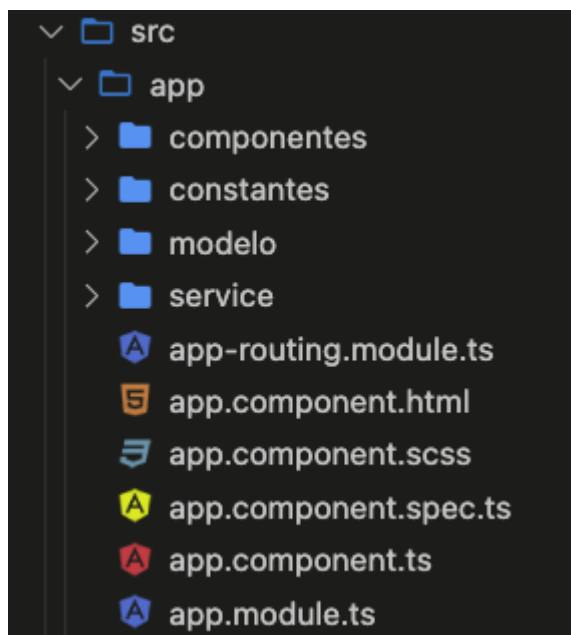 src
app
componentes
constantes
modelo
service
app-routing.module.ts
app.component.html
app.component.scss
app.component.spec.ts
app.component.ts
app.module.ts